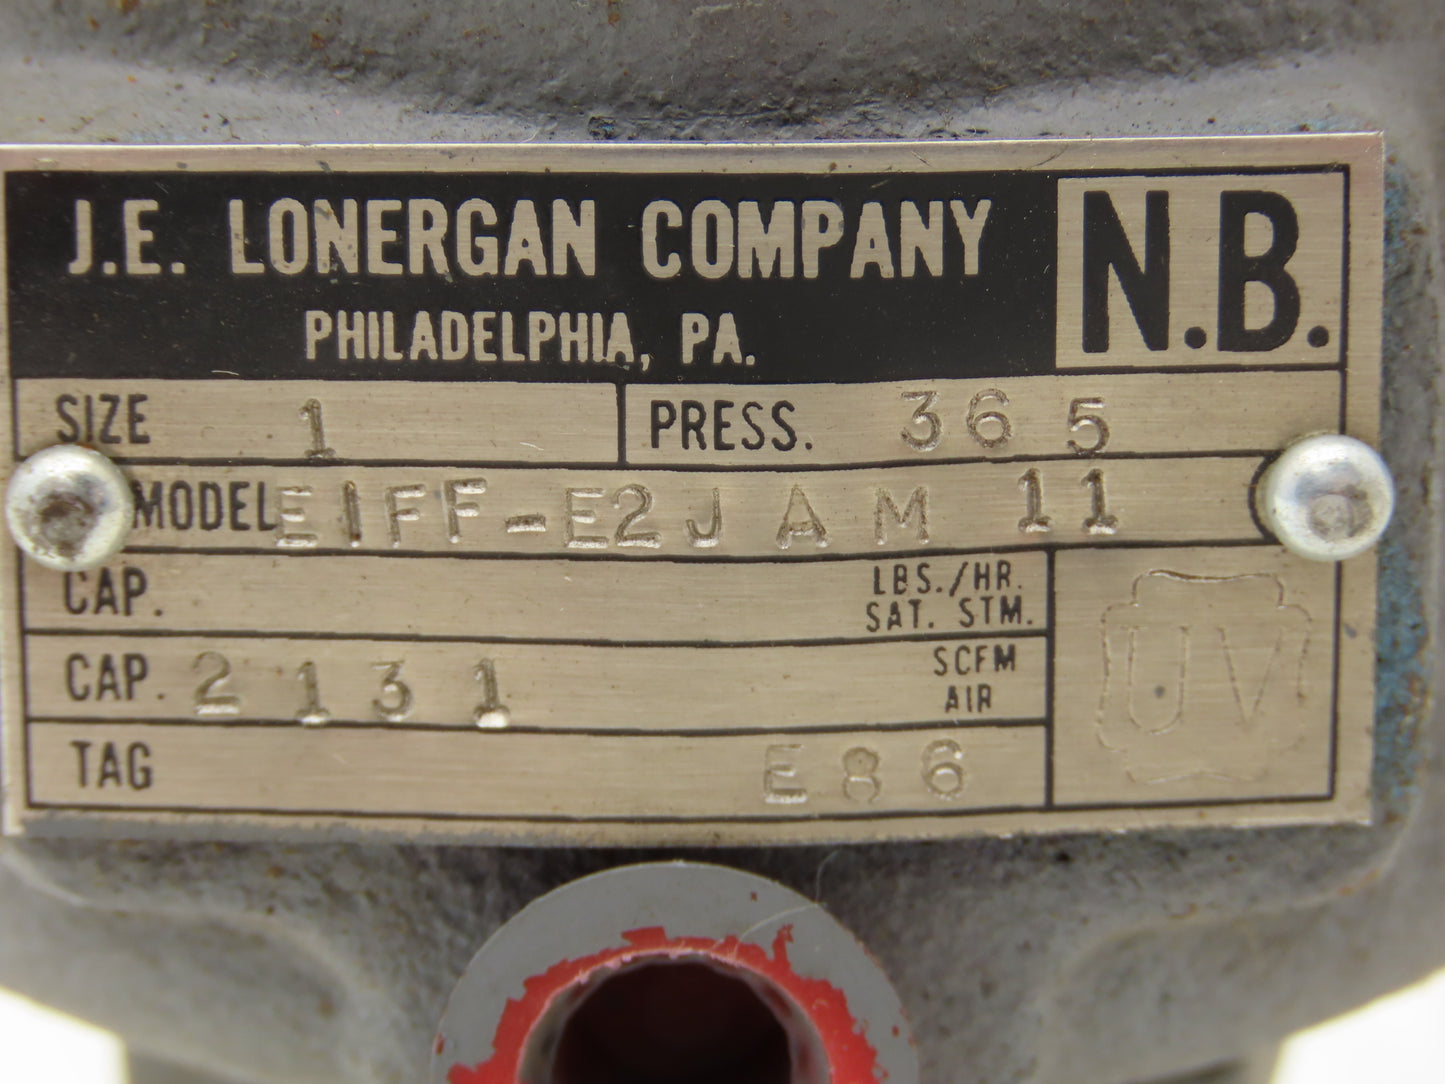 J.E. LONERGAN COMPANY N.B.
PHILADELPHIA, PA.
SIZE 1 PRESS. 365
MODEL E1FF-E2JAM 11
CAP. LBS./HR. SAT. STM.
CAP. 2131 SCFM AIR
TAG E86
UV